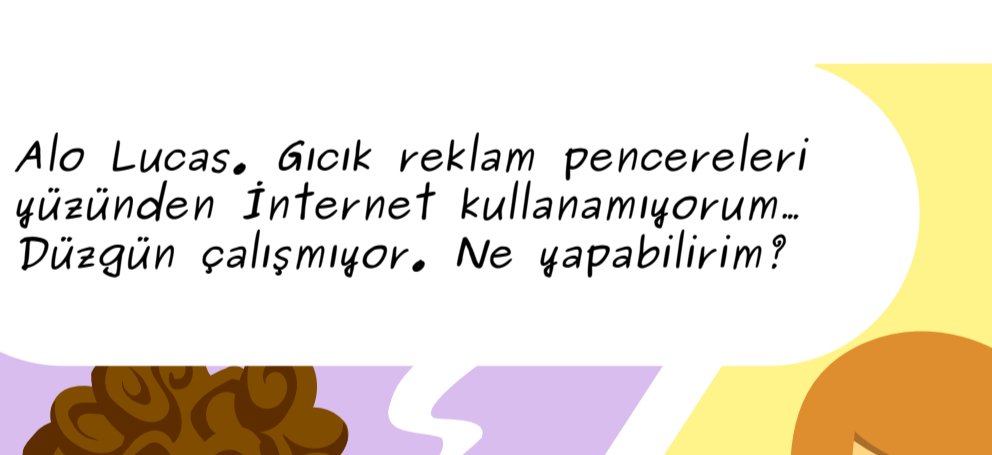 Alo Lucas. Gıcık reklam pencereleri
yüzünden İnternet kullanamıyorum...
Düzgün çalışmıyor. Ne yapabilirim?